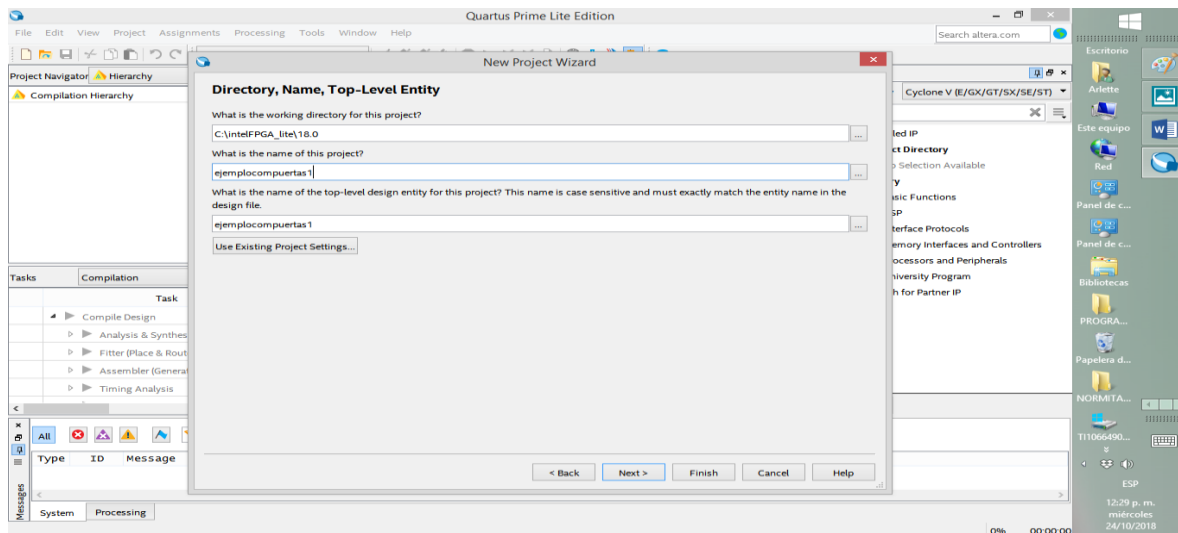 Quartus Prime Lite Edition
File Edit View Project Assignments Processing Tools Window Help
Search altera.com
New Project Wizard
Project Navigator Hierarchy
Compilation Hierarchy
Cyclone V (E/GX/GT/SX/SE/ST)
Directory, Name, Top-Level Entity
What is the working directory for this project?
C:\intelFPGA_lite\18.0
...
What is the name of this project?
ejemplocompuertas1
...
What is the name of the top-level design entity for this project? This name is case sensitive and must exactly match the entity name in the
design file.
ejemplocompuertas1
...
Use Existing Project Settings...
led IP
ct Directory
Selection Available
y
asic Functions
SP
terface Protocols
emory Interfaces and Controllers
ocessors and Peripherals
niversity Program
h for Partner IP
Tasks
Compilation
Task
Compile Design
Analysis & Synthes
Fitter (Place & Rout
Assembler (Genera
Timing Analysis
< Back
Next >
Finish
Cancel
Help
All
Type ID Message
Messages
System Processing
0% 00:00:00
Escritorio
Arlette
Este equipo
Red
Panel de c...
Panel de c...
Bibliotecas
PROGRA...
Papelera d...
NORMITA...
TI1066490...
ESP
12:29 p. m.
miércoles
24/10/2018